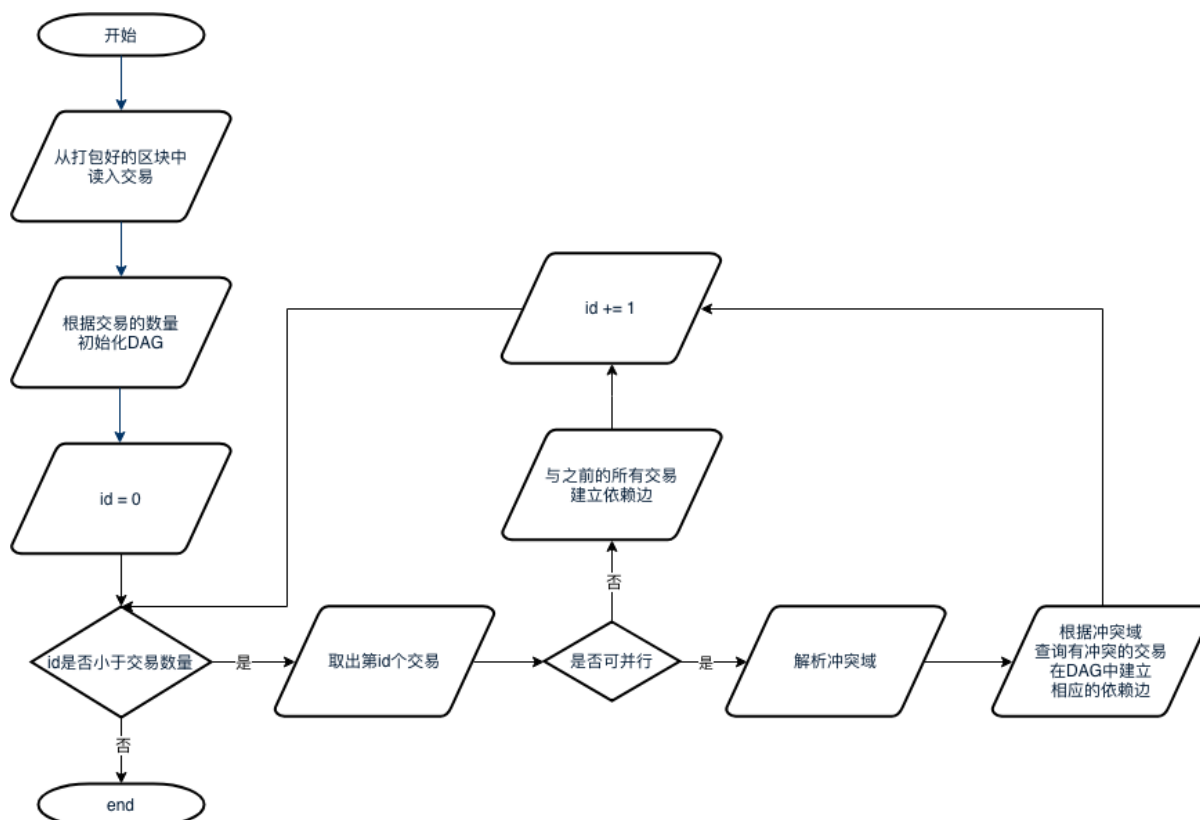 开始
从打包好的区块中
读入交易
根据交易的数量
初始化DAG
id = 0
id是否小于交易数量
否
end
是
取出第id个交易
是否可并行
否
与之前的所有交易
建立依赖边
id += 1
是
解析冲突域
根据冲突域
查询有冲突的交易
在DAG中建立
相应的依赖边